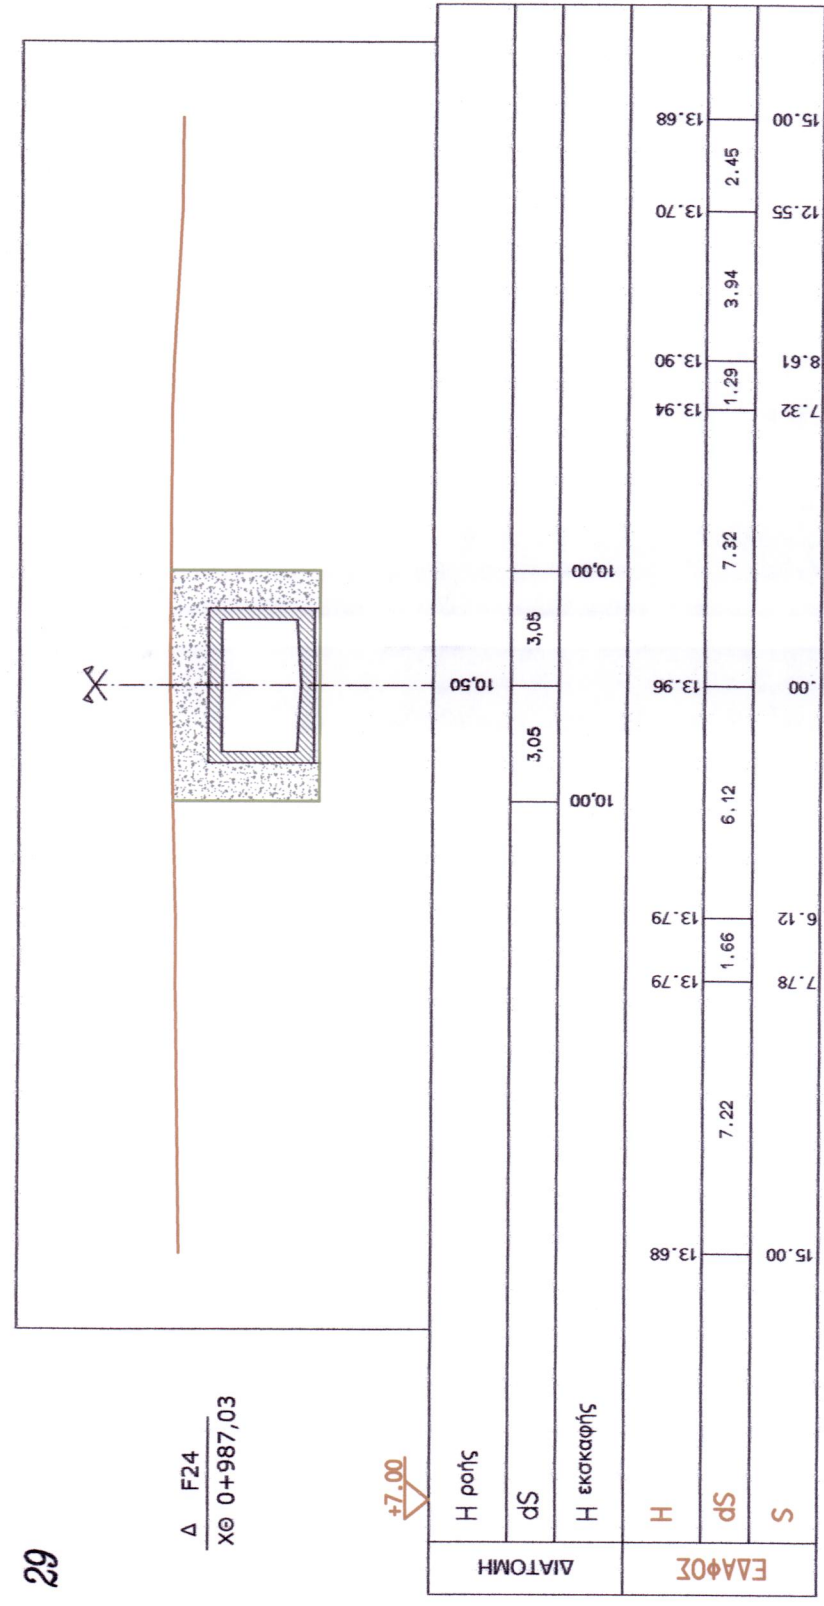 29
Δ F24
ΧΘ 0+987,03
+7.00
ΔΙΑΤΟΜΗ
Η ροής
10,50
dS
3,05 3,05
Η εκσκαφής
10,00 10,00
ΕΔΑΦΟΣ
H
13.68 13.79 13.79 13.96 13.94 13.90 13.70 13.68
dS
7.22 1.66 6.12 7.32 1.29 3.94 2.45
S
15.00 7.78 6.12 .00 7.32 8.61 12.55 15.00